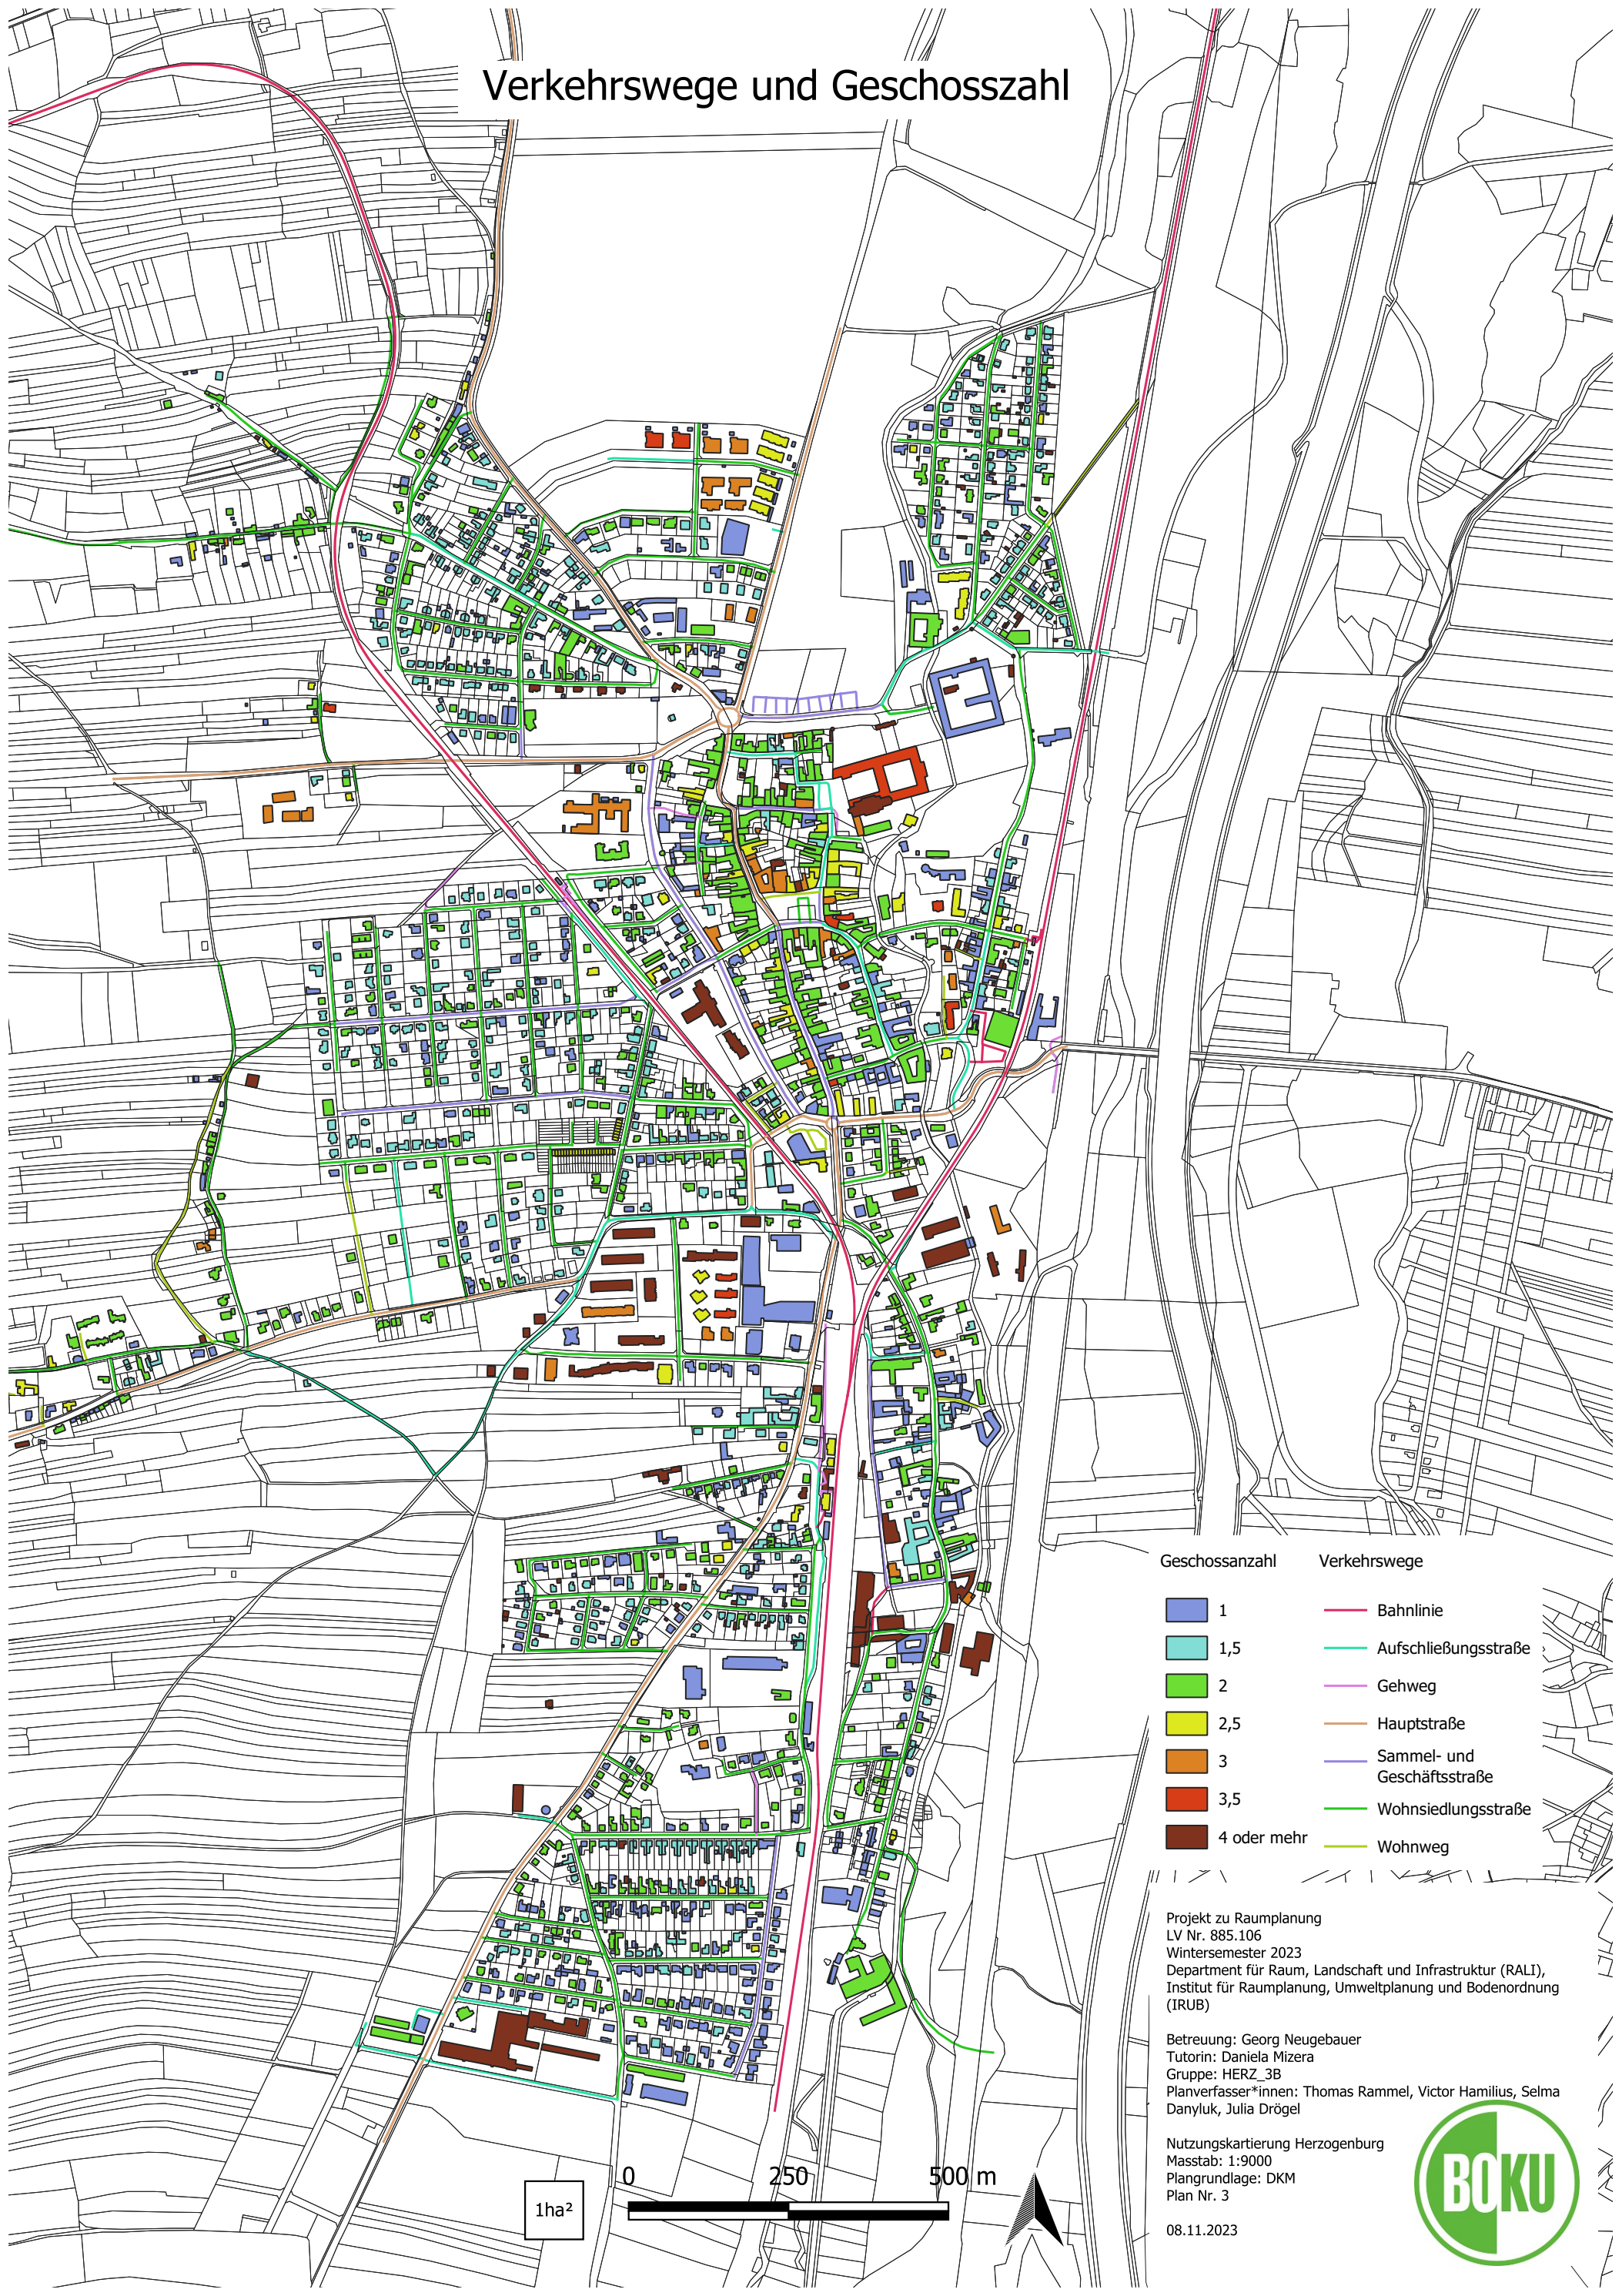 Verkehrswege und Geschosszahl
Geschossanzahl
1
1,5
2
2,5
3
3,5
4 oder mehr
Verkehrswege
Bahnlinie
Aufschließungsstraße
Gehweg
Hauptstraße
Sammel- und
Geschäftsstraße
Wohnsiedlungsstraße
Wohnweg
Projekt zu Raumplanung
LV Nr. 885.106
Wintersemester 2023
Department für Raum, Landschaft und Infrastruktur (RALI),
Institut für Raumplanung, Umweltplanung und Bodenordnung
(IRUB)
Betreuung: Georg Neugebauer
Tutorin: Daniela Mizera
Gruppe: HERZ_3B
Planverfasser*innen: Thomas Rammel, Victor Hamilius, Selma
Danyluk, Julia Drögel
Nutzungskartierung Herzogenburg
Masstab: 1:9000
Plangrundlage: DKM
Plan Nr. 3
08.11.2023
BOKU
0 250 500 m
1ha²